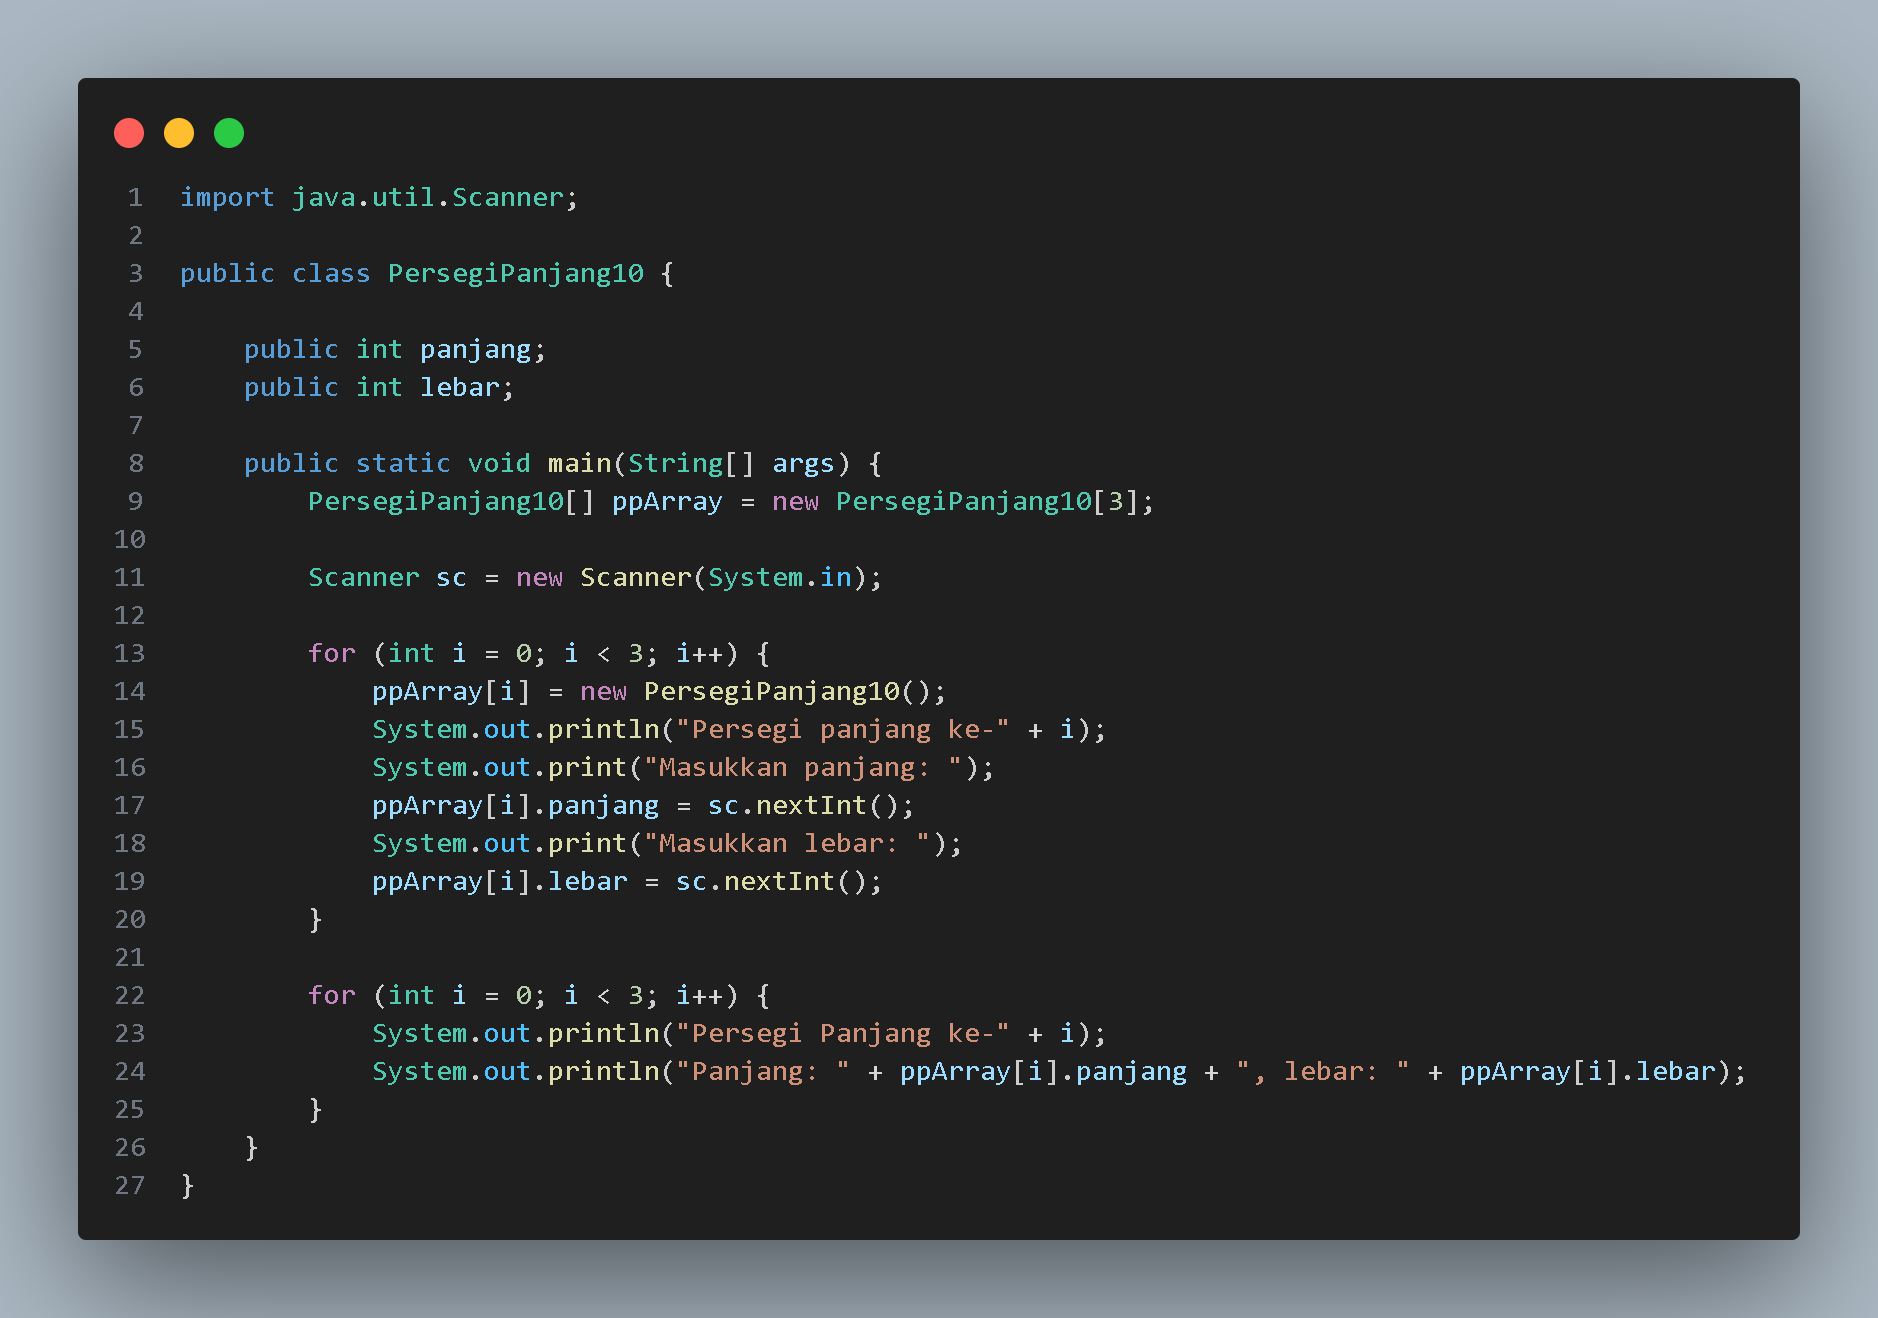 1 import java.util.Scanner;
2
3 public class PersegiPanjang10 {
4
5     public int panjang;
6     public int lebar;
7
8     public static void main(String[] args) {
9         PersegiPanjang10[] ppArray = new PersegiPanjang10[3];
10
11         Scanner sc = new Scanner(System.in);
12
13         for (int i = 0; i < 3; i++) {
14             ppArray[i] = new PersegiPanjang10();
15             System.out.println("Persegi panjang ke-" + i);
16             System.out.print("Masukkan panjang: ");
17             ppArray[i].panjang = sc.nextInt();
18             System.out.print("Masukkan lebar: ");
19             ppArray[i].lebar = sc.nextInt();
20         }
21
22         for (int i = 0; i < 3; i++) {
23             System.out.println("Persegi Panjang ke-" + i);
24             System.out.println("Panjang: " + ppArray[i].panjang + ", lebar: " + ppArray[i].lebar);
25         }
26     }
27 }